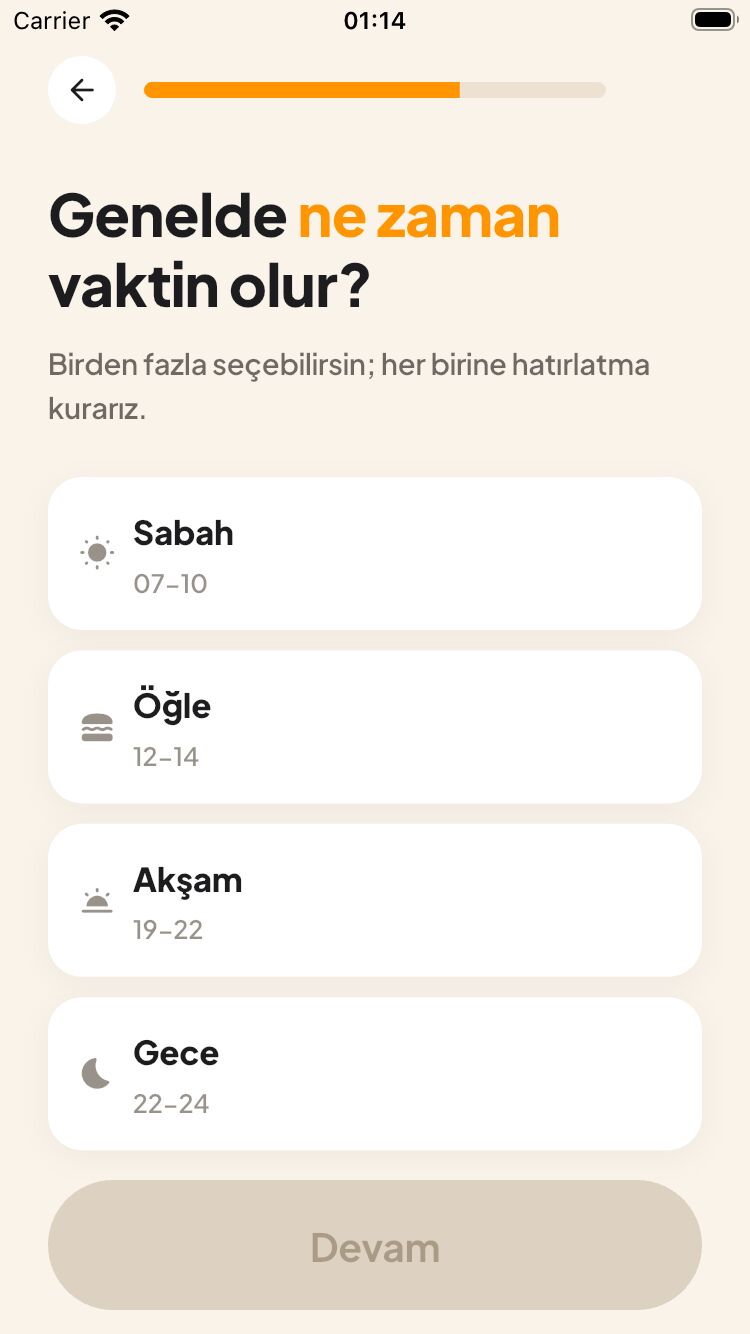 Carrier 01:14
Genelde ne zaman
vaktin olur?
Birden fazla seçebilirsin; her birine hatırlatma
kurarız.
Sabah
07–10
Öğle
12–14
Akşam
19–22
Gece
22–24
Devam